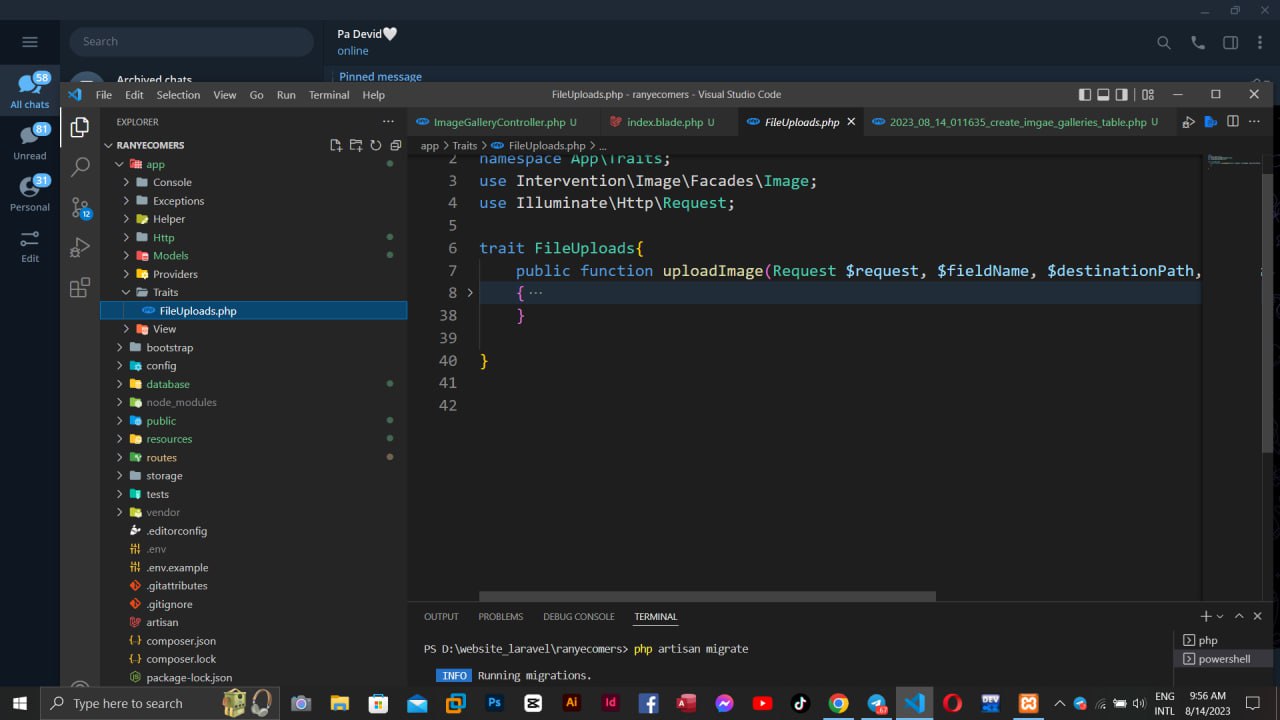 Search
Pa Devid🤍
online
Archived chats
Pinned message
58
All chats
81
Unread
31
Personal
Edit
File Edit Selection View Go Run Terminal Help
FileUploads.php - ranyecomers - Visual Studio Code
EXPLORER
RANYECOMERS
app
Console
Exceptions
Helper
Http
Models
Providers
Traits
FileUploads.php
View
bootstrap
config
database
node_modules
public
resources
routes
storage
tests
vendor
.editorconfig
.env
.env.example
.gitattributes
.gitignore
artisan
composer.json
composer.lock
package-lock.json
12
ImageGalleryController.php U
index.blade.php U
FileUploads.php
2023_08_14_011635_create_imgae_galleries_table.php U
app > Traits > FileUploads.php > ...
2 namespace App\Traits;
3 use Intervention\Image\Facades\Image;
4 use Illuminate\Http\Request;
5
6 trait FileUploads{
7 public function uploadImage(Request $request, $fieldName, $destinationPath,
8 { ...
38 }
39
40 }
41
42
OUTPUT PROBLEMS DEBUG CONSOLE TERMINAL
PS D:\website_laravel\ranyecomers> php artisan migrate
INFO Running migrations.
php
powershell
Type here to search
Ps
Ai
Id
DEV
ENG
INTL
9:56 AM
8/14/2023